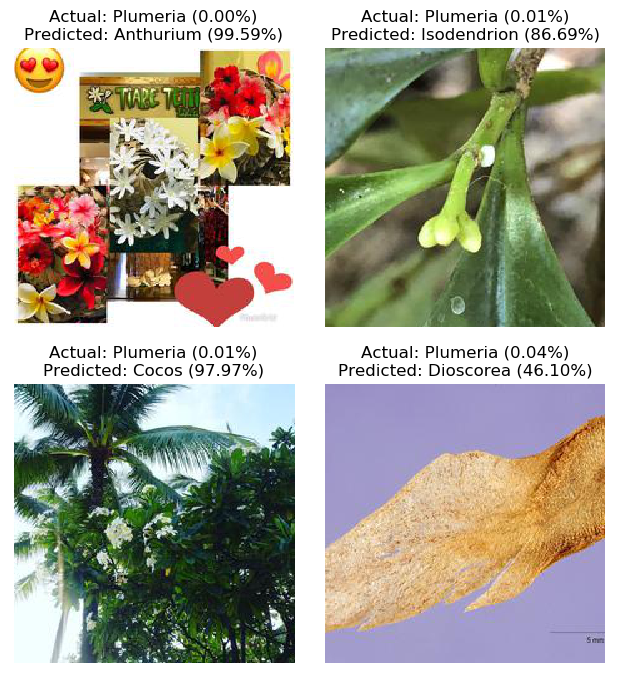 Actual: Plumeria (0.00%)
Predicted: Anthurium (99.59%)
Actual: Plumeria (0.01%)
Predicted: Isodendrion (86.69%)
TIARE
Actual: Plumeria (0.01%)
Predicted: Cocos (97.97%)
Actual: Plumeria (0.04%)
Predicted: Dioscorea (46.10%)
5 mm